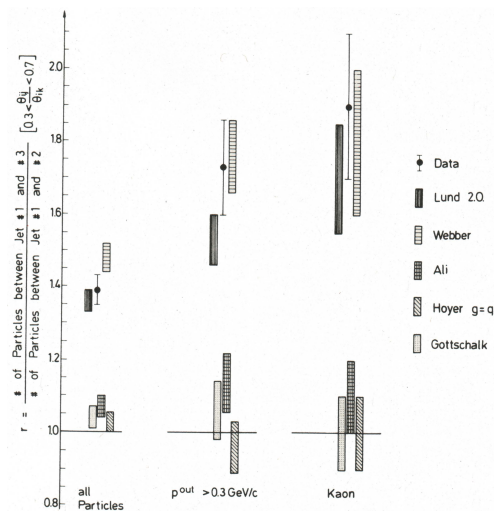 r = # of Particles between Jet #1 and #3 / # of Particles between Jet #1 and #2 [0.3 < θij / θik < 0.7]
2.0
1.8
1.6
1.4
1.2
1.0
0.8
Data
Lund 2.0.
Webber
Ali
Hoyer g=q
Gottschalk
all
Particles
pout > 0.3 GeV/c
Kaon